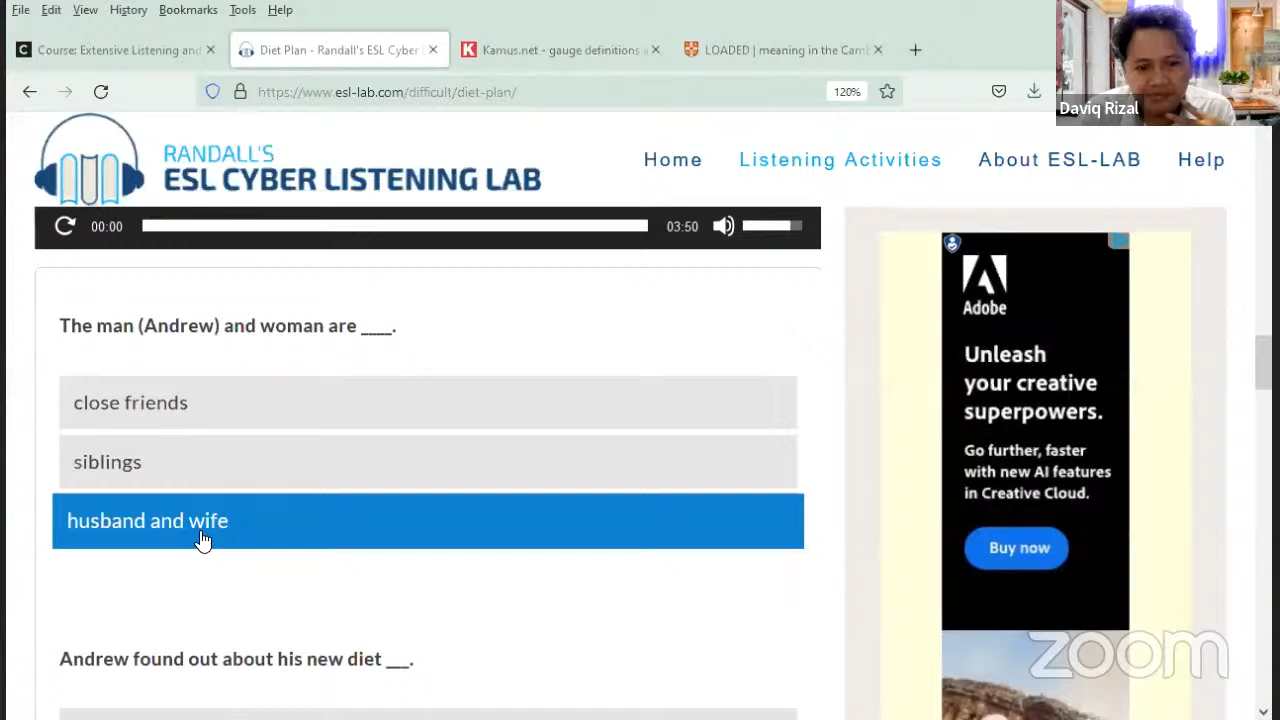 File Edit View History Bookmarks Tools Help
Course: Extensive Listening and
Diet Plan - Randall's ESL Cyber
Kamus.net - gauge definitions
LOADED | meaning in the Camb
https://www.esl-lab.com/difficult/diet-plan/
120%
Daviq Rizal
RANDALL'S
ESL CYBER LISTENING LAB
Home Listening Activities About ESL-LAB Help
00:00
03:50
The man (Andrew) and woman are ____.
close friends
siblings
husband and wife
Andrew found out about his new diet ___.
Adobe
Unleash
your creative
superpowers.
Go further, faster
with new AI features
in Creative Cloud.
Buy now
zoom